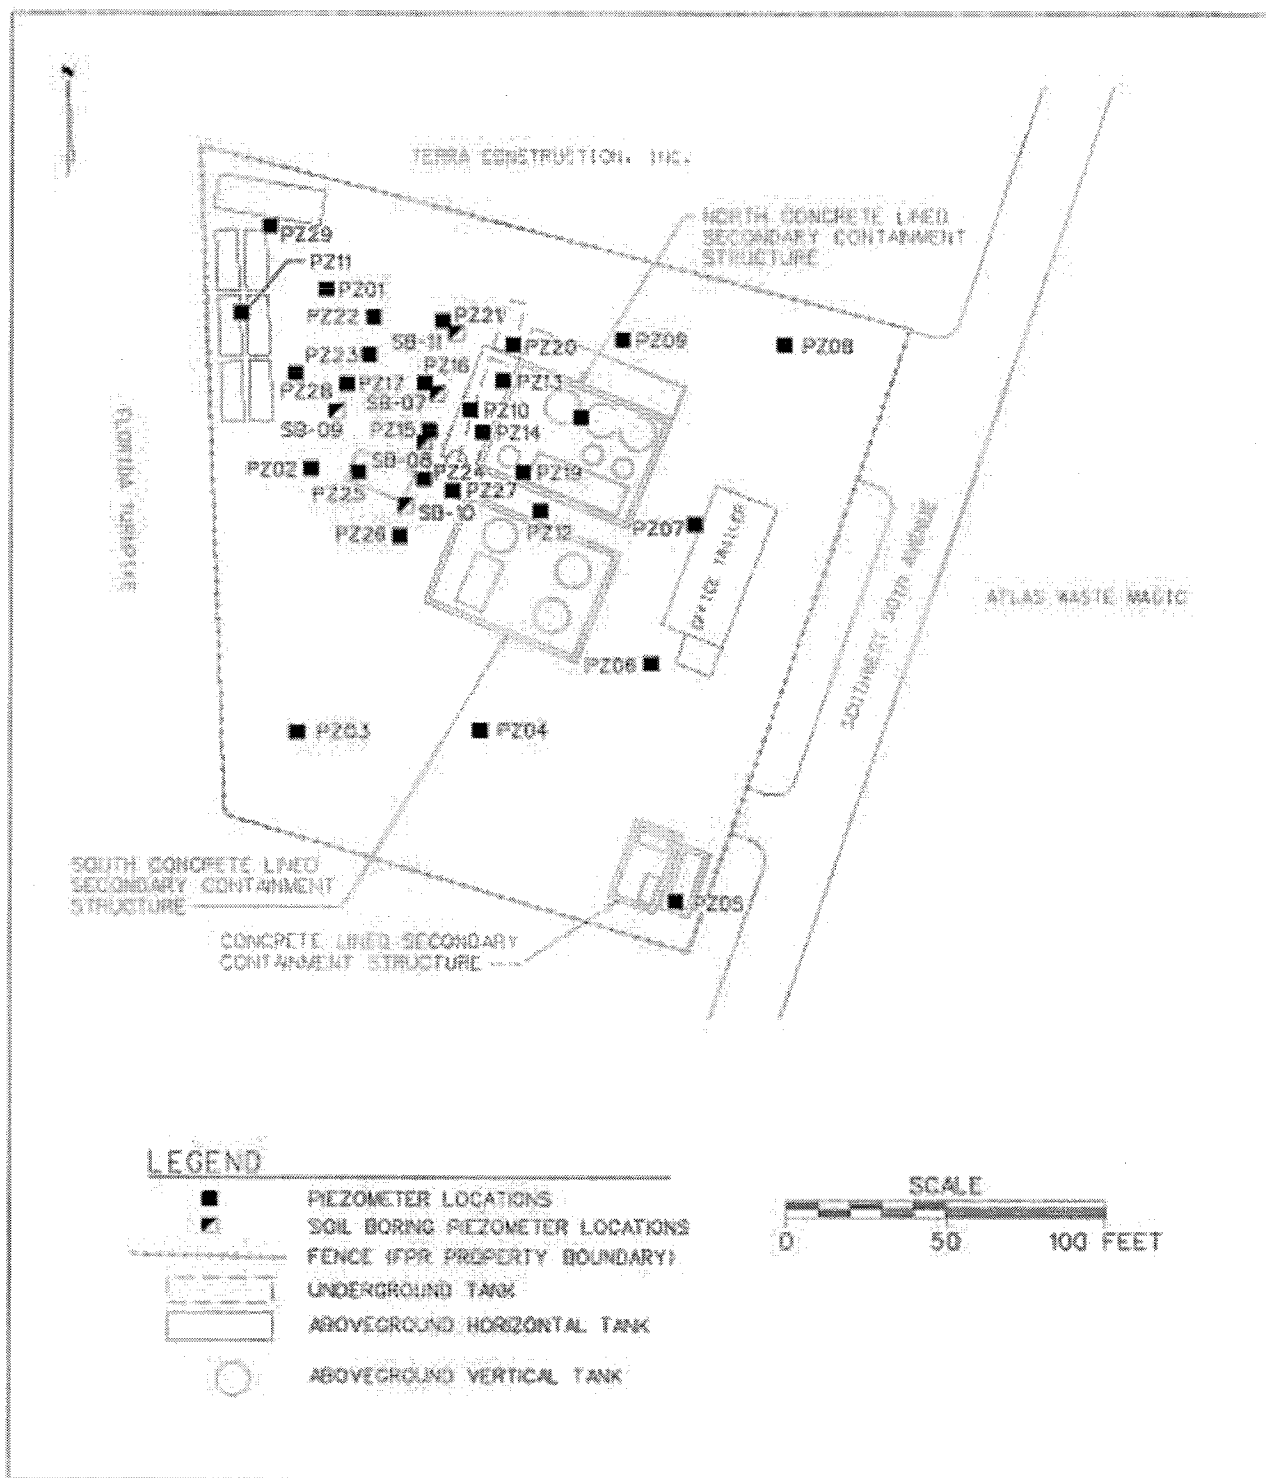 TERRA CONSTRUCTION, INC.
NORTH CONCRETE LINED
SECONDARY CONTAINMENT
STRUCTURE
PZ29
PZ11
PZ01
PZ22
PZ21
SB-11
PZ20
PZ09
PZ08
PZ23
PZ16
PZ13
PZ28
PZ17
SB-07
PZ10
SB-09
PZ15
PZ14
SB-08
PZ02
PZ25
PZ24
PZ19
PZ27
SB-10
PZ12
PZ07
PZ26
FLORIDA TURNPIKE
OFFICE TRAILER
SOUTHWEST 50TH AVENUE
ATLAS WASTE MAGIC
PZ06
PZ03
PZ04
SOUTH CONCRETE LINED
SECONDARY CONTAINMENT
STRUCTURE
PZ05
CONCRETE LINED SECONDARY
CONTAINMENT STRUCTURE
LEGEND
PIEZOMETER LOCATIONS
SOIL BORING PIEZOMETER LOCATIONS
FENCE (FPR PROPERTY BOUNDARY)
UNDERGROUND TANK
ABOVEGROUND HORIZONTAL TANK
ABOVEGROUND VERTICAL TANK
SCALE
0 50 100 FEET